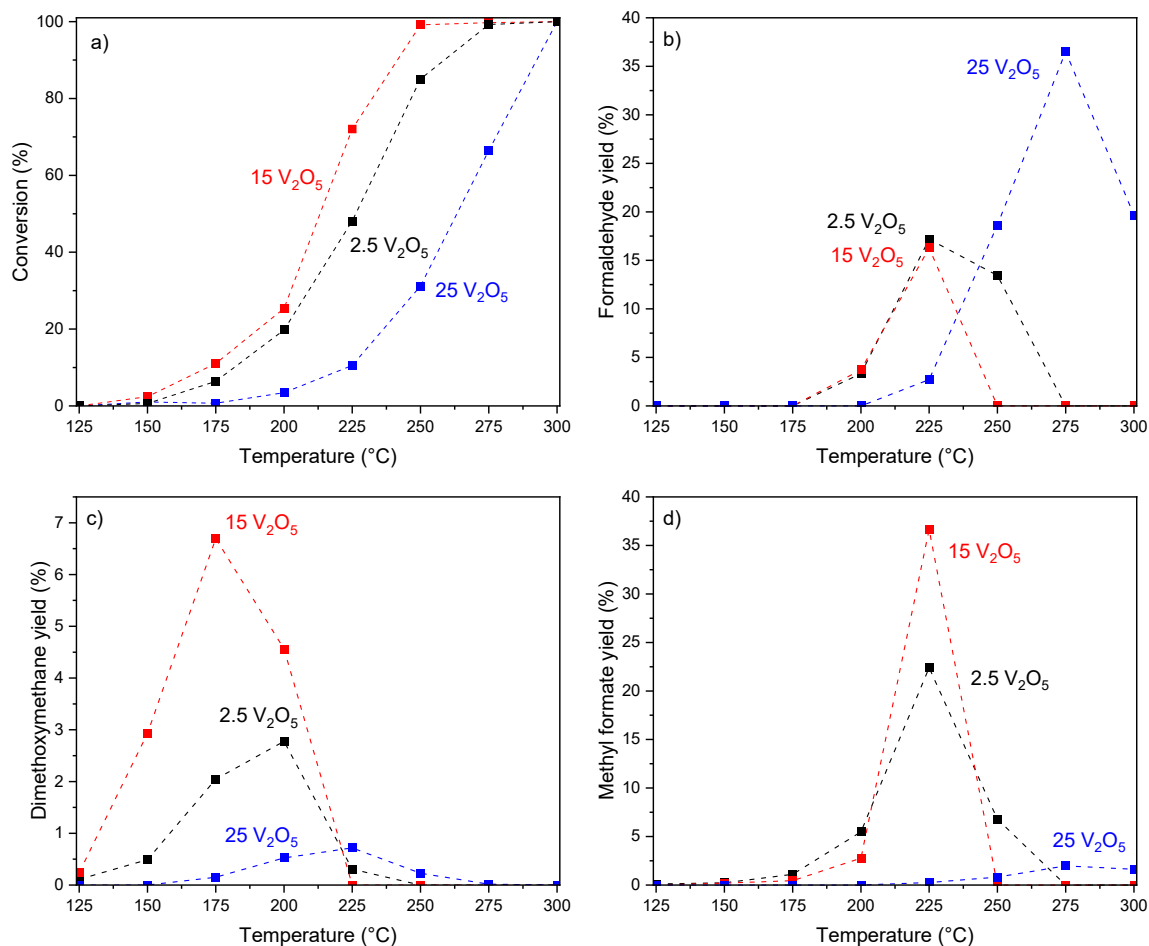 a)
Conversion (%)
100
80
60
40
20
0
15 V₂O₅
2.5 V₂O₅
25 V₂O₅
125 150 175 200 225 250 275 300
Temperature (°C)
b)
Formaldehyde yield (%)
40
35
30
25
20
15
10
5
0
25 V₂O₅
2.5 V₂O₅
15 V₂O₅
125 150 175 200 225 250 275 300
Temperature (°C)
c)
Dimethoxymethane yield (%)
7
6
5
4
3
2
1
0
15 V₂O₅
2.5 V₂O₅
25 V₂O₅
125 150 175 200 225 250 275 300
Temperature (°C)
d)
Methyl formate yield (%)
40
35
30
25
20
15
10
5
0
15 V₂O₅
2.5 V₂O₅
25 V₂O₅
125 150 175 200 225 250 275 300
Temperature (°C)